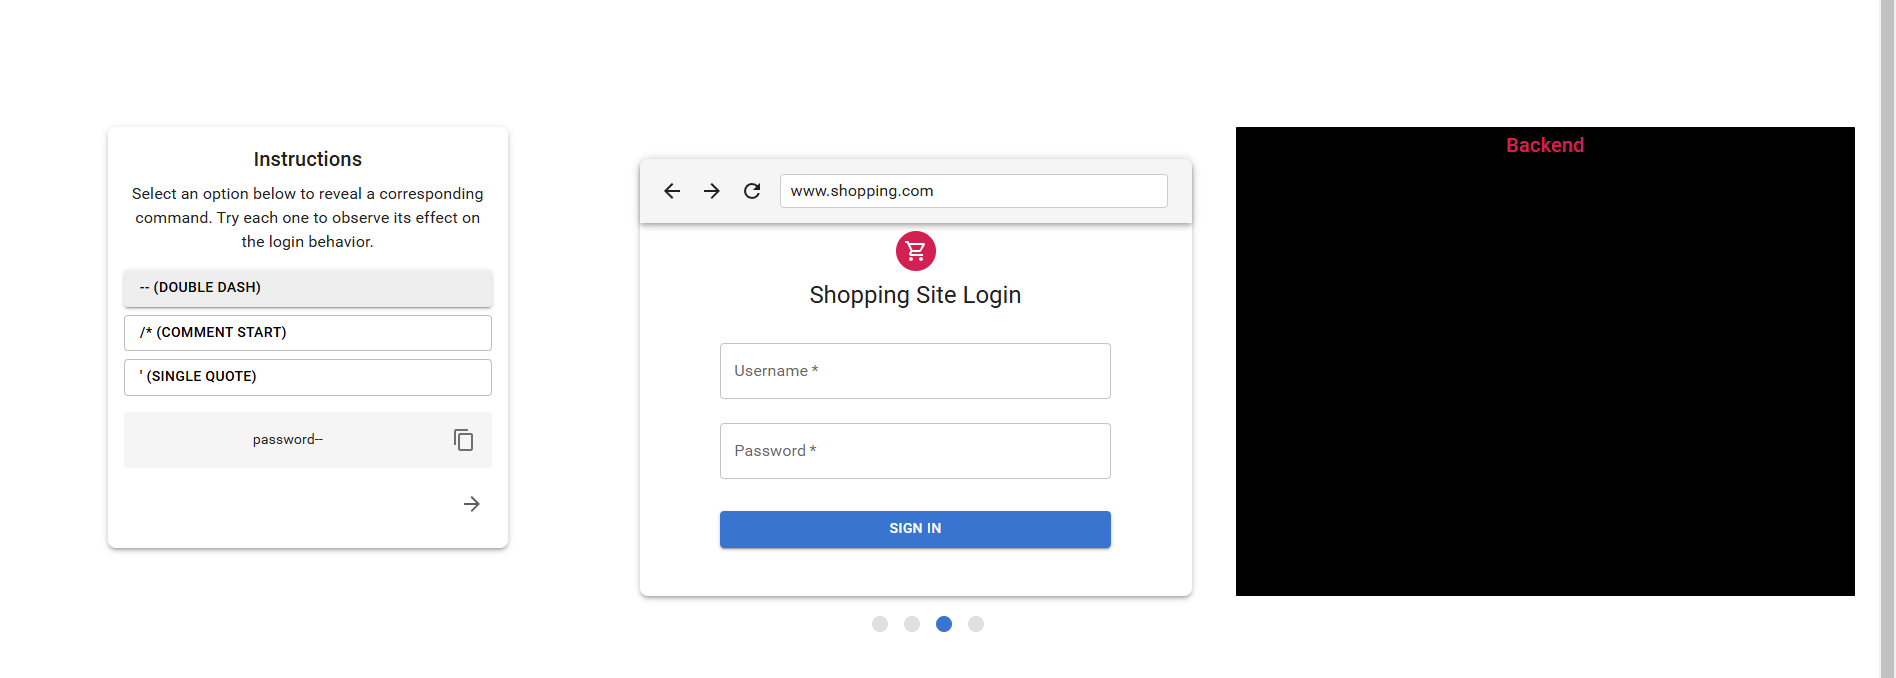 Instructions
Select an option below to reveal a corresponding
command. Try each one to observe its effect on
the login behavior.
-- (DOUBLE DASH)
/* (COMMENT START)
' (SINGLE QUOTE)
password--
www.shopping.com
Shopping Site Login
Username *
Password *
SIGN IN
Backend